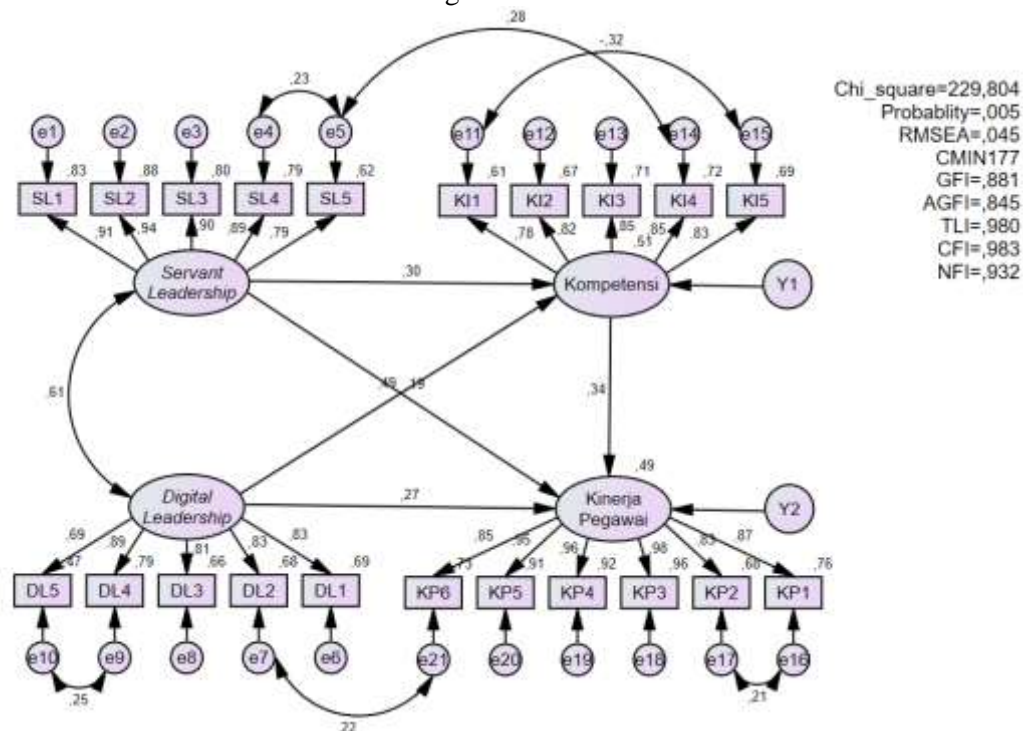 ,28
-,32
,23
e1 e2 e3 e4 e5 e11 e12 e13 e14 e15
,83 ,88 ,80 ,79 ,62 ,61 ,67 ,71 ,72 ,69
SL1 SL2 SL3 SL4 SL5 KI1 KI2 KI3 KI4 KI5
,91 ,94 ,90 ,89 ,79 ,78 ,82 ,85 ,51 ,85 ,83
Servant
Leadership
,30
Kompetensi
Y1
Chi_square=229,804
Probablity=,005
RMSEA=,045
CMIN177
GFI=,881
AGFI=,845
TLI=,980
CFI=,983
NFI=,932
,61
,49 ,19
,34
Digital
Leadership
,27
,49
Kinerja
Pegawai
Y2
,69 ,89 ,81 ,83 ,83 ,85 ,95 ,96 ,98 ,83 ,87
,47 ,79 ,66 ,68 ,69 ,73 ,91 ,92 ,96 ,76
DL5 DL4 DL3 DL2 DL1 KP6 KP5 KP4 KP3 KP2 KP1
e10 e9 e8 e7 e6 e21 e20 e19 e18 e17 e16
,25
,21
,22